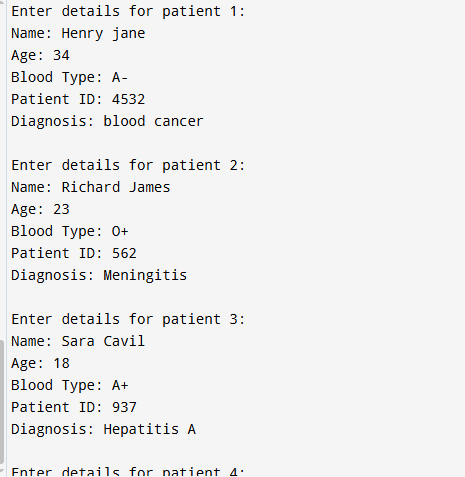 Enter details for patient 1:
Name: Henry jane
Age: 34
Blood Type: A-
Patient ID: 4532
Diagnosis: blood cancer
Enter details for patient 2:
Name: Richard James
Age: 23
Blood Type: O+
Patient ID: 562
Diagnosis: Meningitis
Enter details for patient 3:
Name: Sara Cavil
Age: 18
Blood Type: A+
Patient ID: 937
Diagnosis: Hepatitis A
Enter details for patient 4: